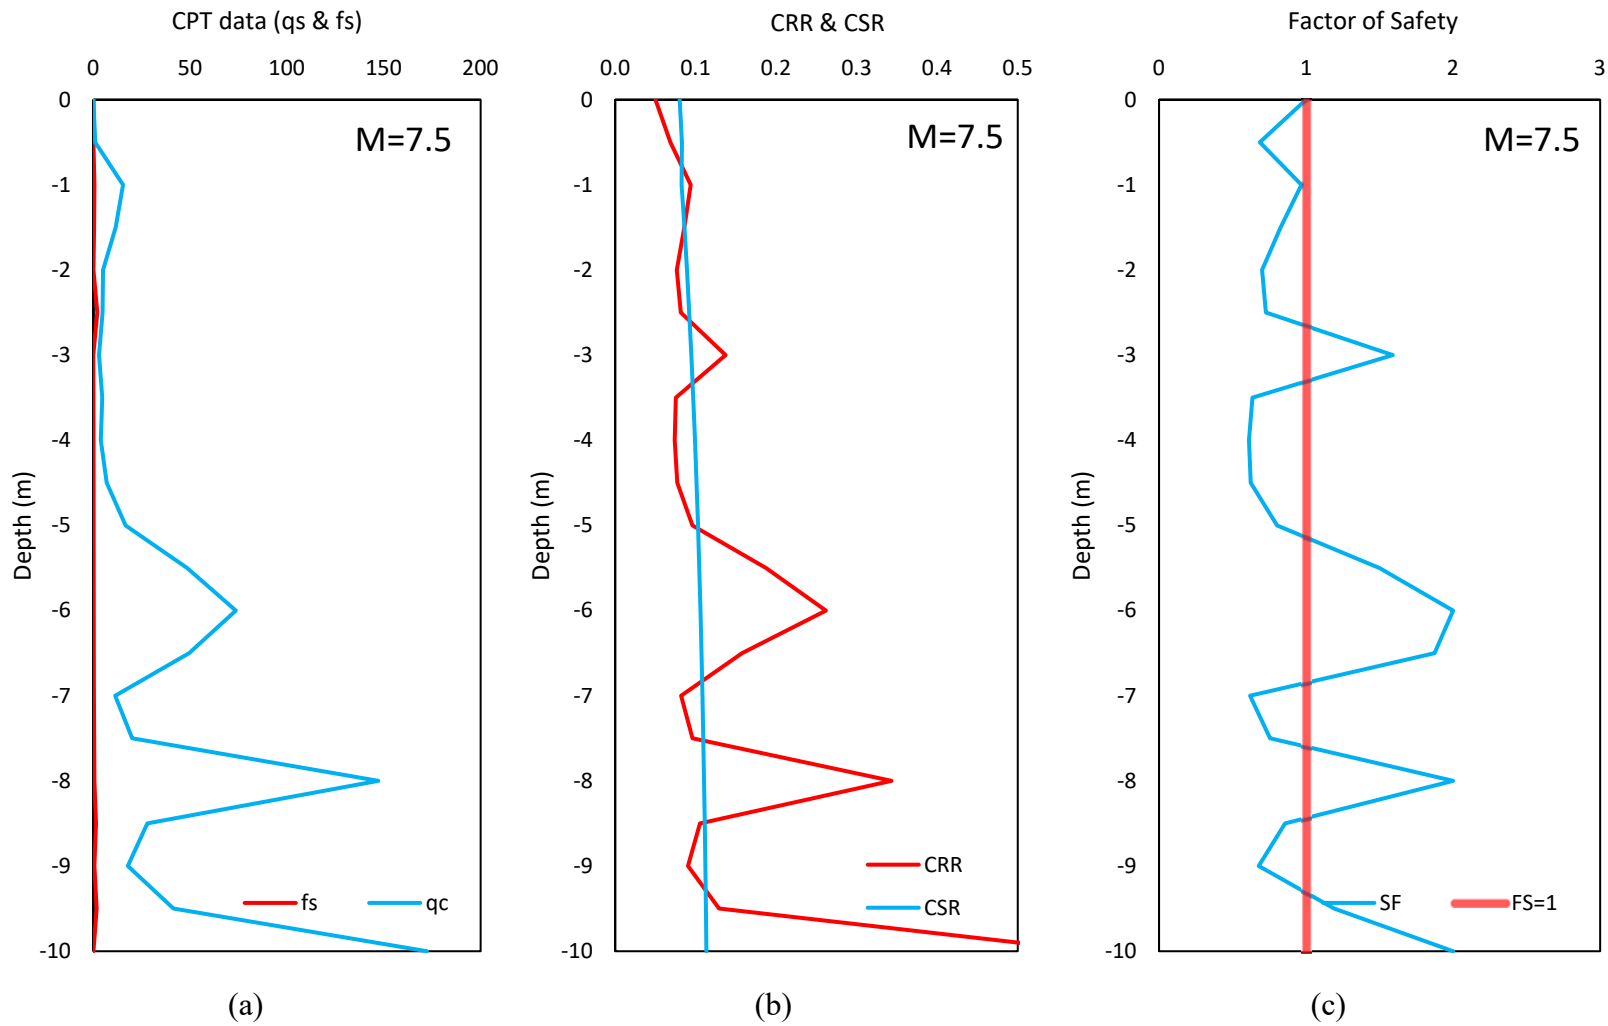 CPT data (qs & fs)
0 50 100 150 200
0
-1
-2
-3
-4
-5
-6
-7
-8
-9
-10
Depth (m)
M=7.5
fs qc
(a)
CRR & CSR
0.0 0.1 0.2 0.3 0.4 0.5
0
-1
-2
-3
-4
-5
-6
-7
-8
-9
-10
Depth (m)
M=7.5
CRR
CSR
(b)
Factor of Safety
0 1 2 3
0
-1
-2
-3
-4
-5
-6
-7
-8
-9
-10
Depth (m)
M=7.5
SF FS=1
(c)